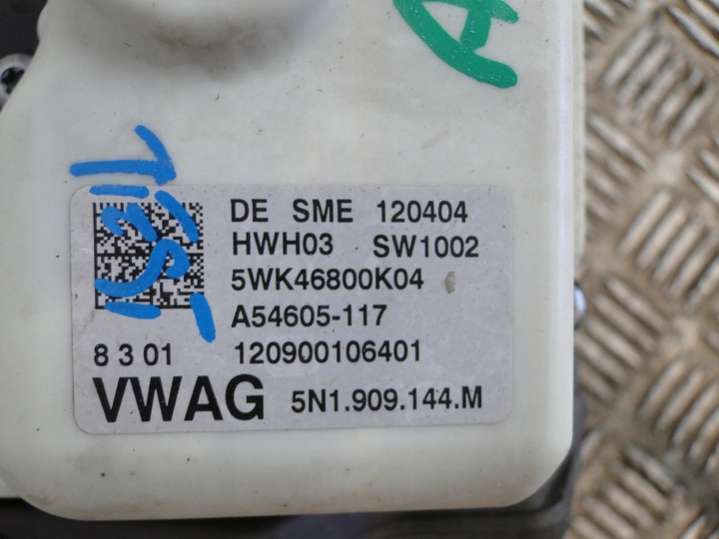 A
DE SME 120404
HWH03 SW1002
5WK46800K04
A54605-117
8 3 01 120900106401
VWAG 5N1.909.144.M